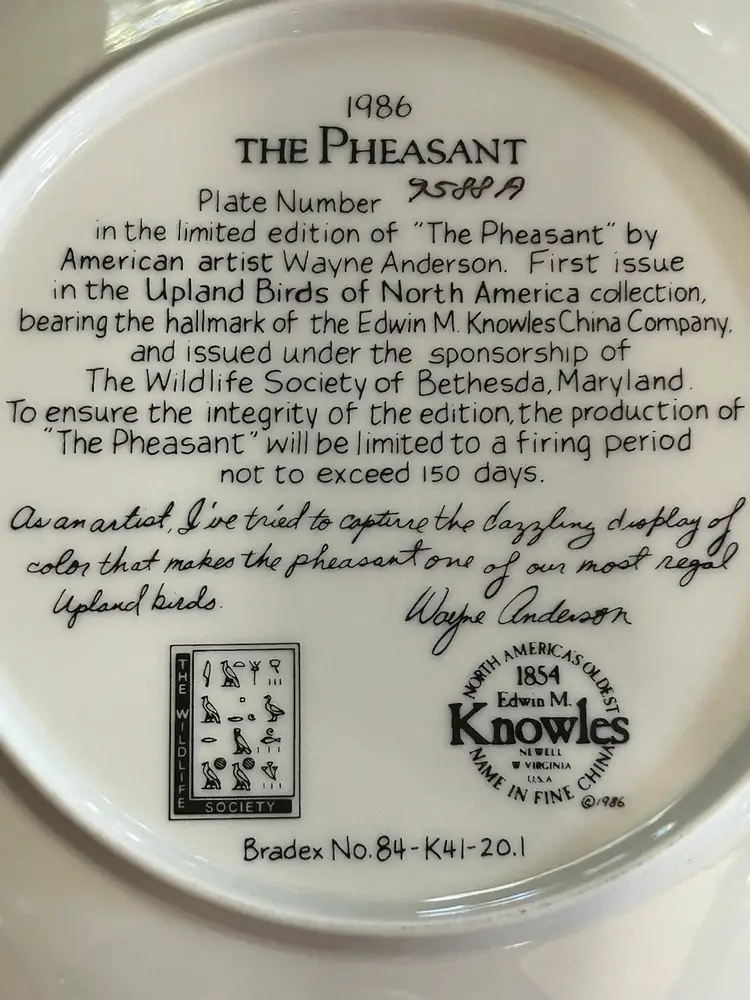 1986
THE PHEASANT
Plate Number 9588A
in the limited edition of "The Pheasant" by
American artist Wayne Anderson. First issue
in the Upland Birds of North America collection,
bearing the hallmark of the Edwin M. Knowles China Company,
and issued under the sponsorship of
The Wildlife Society of Bethesda, Maryland.
To ensure the integrity of the edition, the production of
"The Pheasant" will be limited to a firing period
not to exceed 150 days.
As an artist, I've tried to capture the dazzling display of
color that makes the pheasant one of our most regal
Upland birds.
Wayne Anderson
THE WILDLIFE
SOCIETY
NORTH AMERICA'S OLDEST
1854
Edwin M.
Knowles
NEWELL
W VIRGINIA
U.S.A
NAME IN FINE CHINA
©1986
Bradex No. 84-K41-20.1